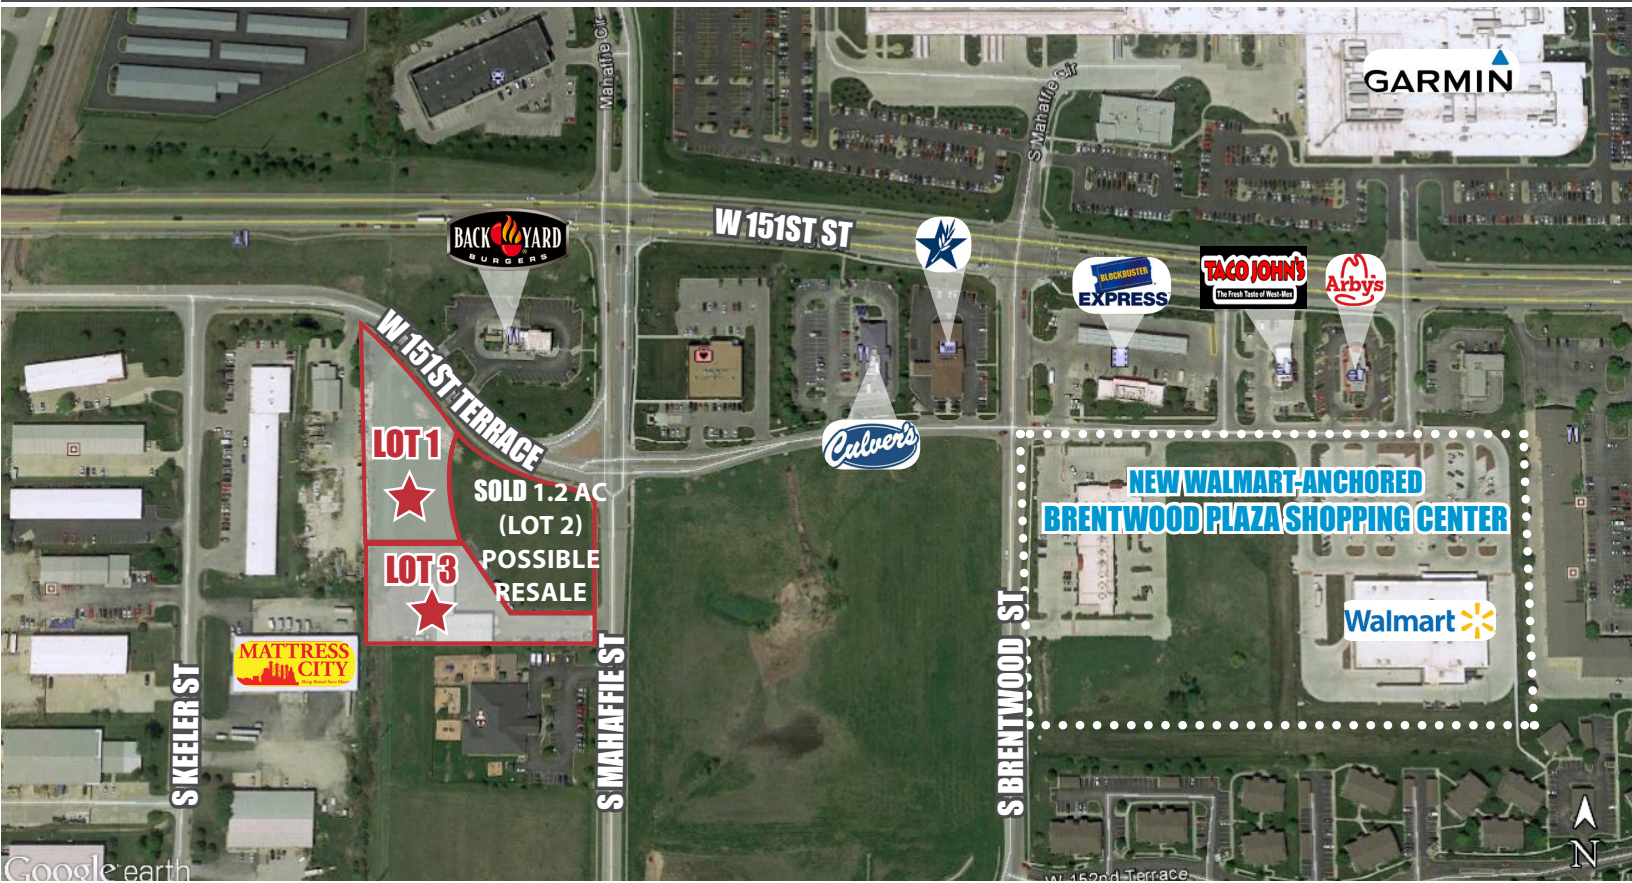 Mahaffie Cir
S Mahaffie Cir
GARMIN
BACK YARD
BURGERS
W 151ST ST
BLOCKBUSTER
EXPRESS
TACO JOHN'S
The Fresh Taste of West-Mex
Arby's
W 151ST TERRACE
LOT 1
Culver's
SOLD 1.2 AC
(LOT 2)
POSSIBLE
RESALE
NEW WALMART-ANCHORED
BRENTWOOD PLAZA SHOPPING CENTER
LOT 3
Walmart
MATTRESS
CITY
S KEELER ST
S MAHAFFIE ST
S BRENTWOOD ST
N
Google earth
W 152nd Terrace